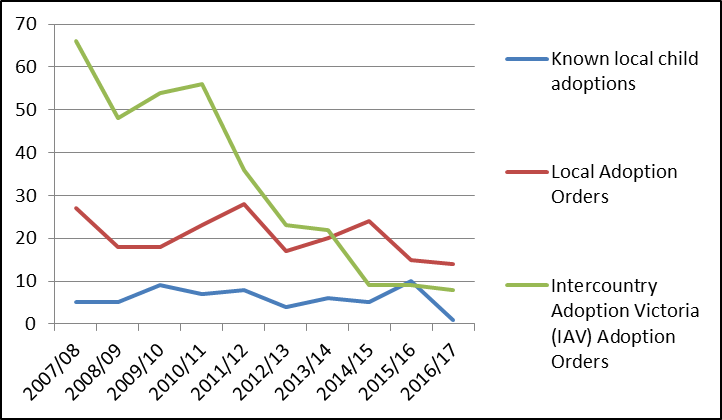 70
60
50
40
30
20
10
0
2007/08
2008/09
2009/10
2010/11
2011/12
2012/13
2013/14
2014/15
2015/16
2016/17
Known local child
adoptions
Local Adoption
Orders
Intercountry
Adoption Victoria
(IAV) Adoption
Orders